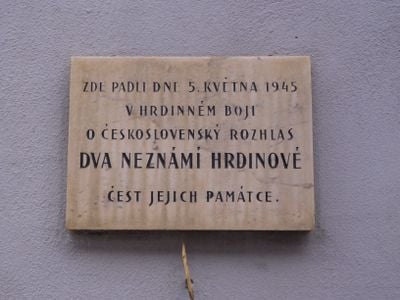 ZDE PADLI DNE 5. KVĚTNA 1945
V HRDINNÉM BOJI
O ČESKOSLOVENSKÝ ROZHLAS
DVA NEZNÁMÍ HRDINOVÉ
ČEST JEJICH PAMÁTCE.